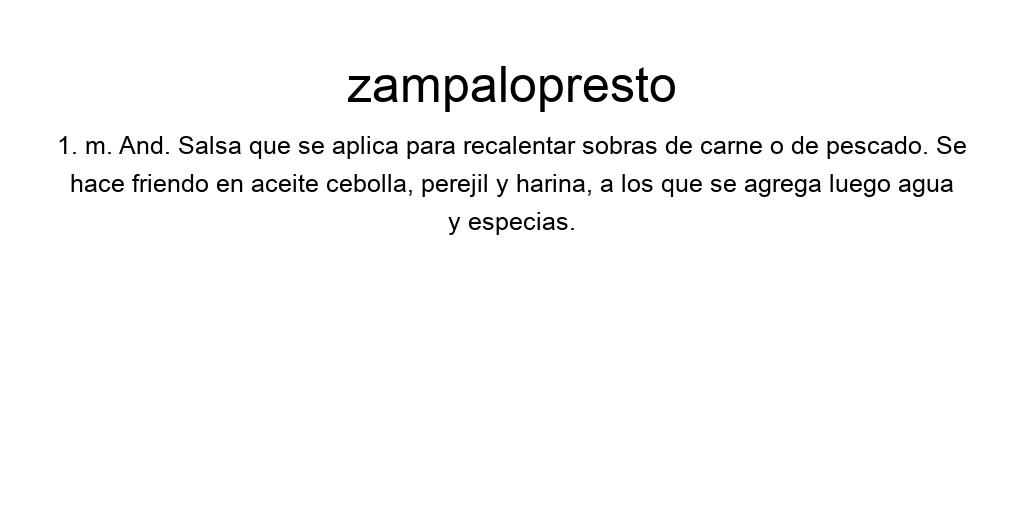 zampalopresto
1. m. And. Salsa que se aplica para recalentar sobras de carne o de pescado. Se
hace friendo en aceite cebolla, perejil y harina, a los que se agrega luego agua
y especias.